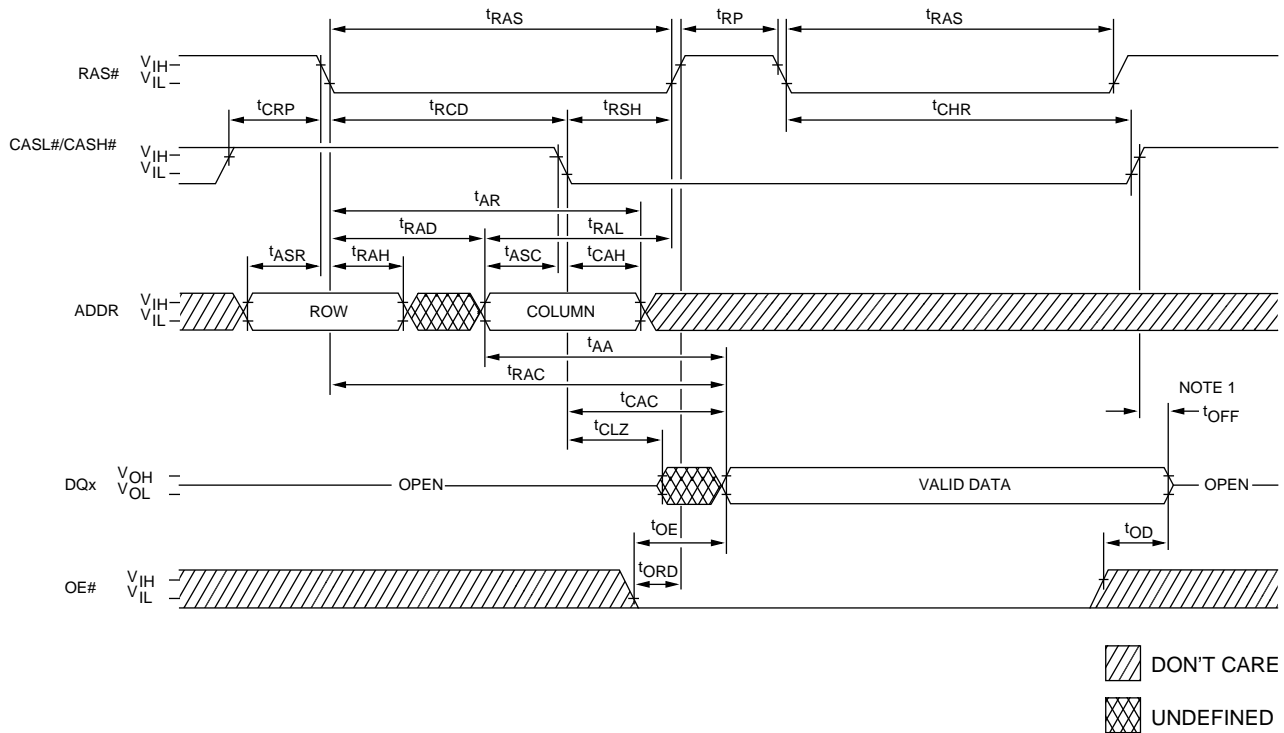 tRAS tRP tRAS
RAS# VIH
VIL
tCRP tRCD tRSH tCHR
CASL#/CASH# VIH
VIL
tAR
tRAD tRAL
tASR tRAH tASC tCAH
ADDR VIH
VIL ROW COLUMN
tAA
tRAC
tCAC
tCLZ
NOTE 1
tOFF
DQx VOH
VOL OPEN VALID DATA OPEN
tOE tOD
tORD
OE# VIH
VIL
DON'T CARE
UNDEFINED